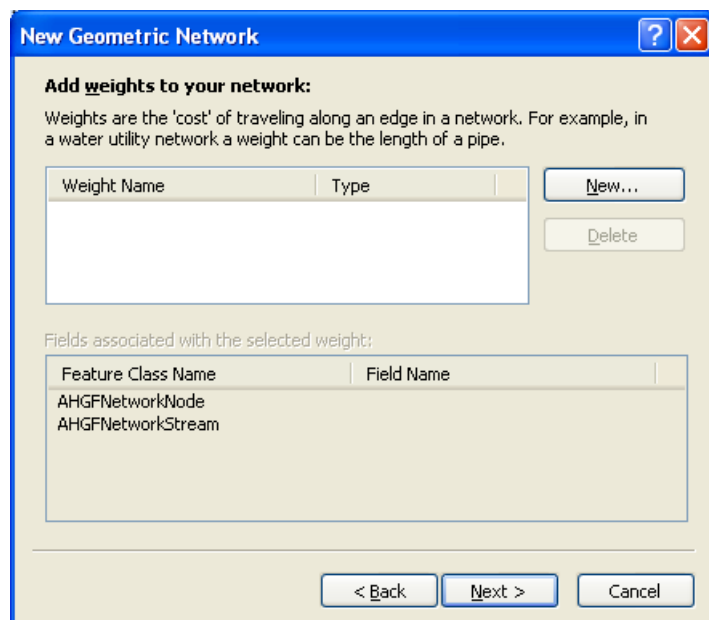 New Geometric Network
?
Add weights to your network:
Weights are the 'cost' of traveling along an edge in a network. For example, in
a water utility network a weight can be the length of a pipe.
Weight Name Type
New...
Delete
Fields associated with the selected weight:
Feature Class Name Field Name
AHGFNetworkNode
AHGFNetworkStream
< Back Next > Cancel